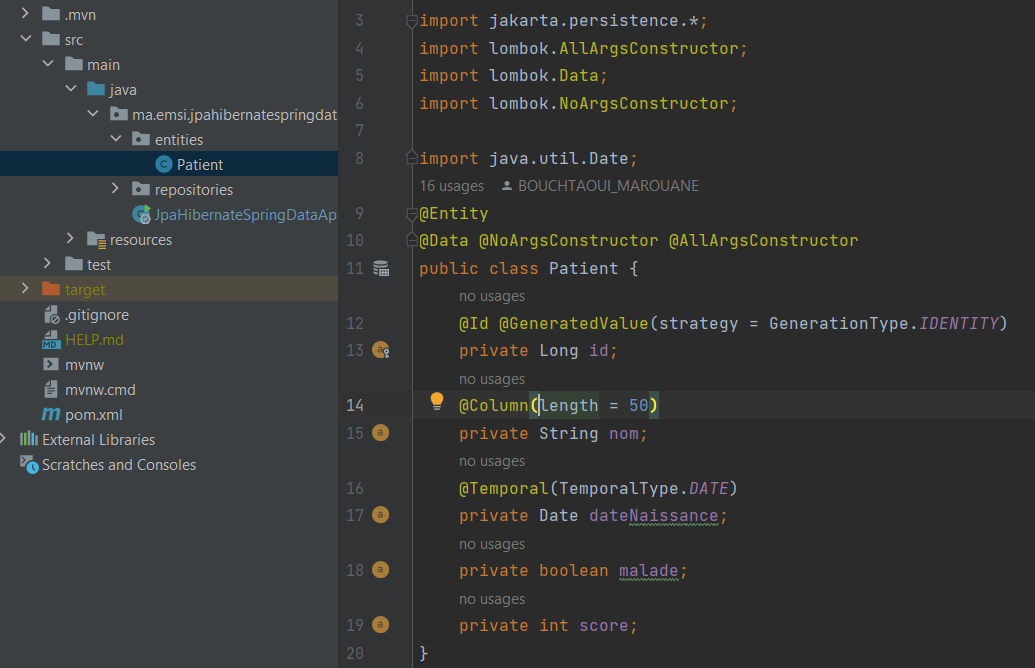 .mvn
src
main
java
ma.emsi.jpahibernatespringdat
entities
Patient
repositories
JpaHibernateSpringDataAp
resources
test
target
.gitignore
HELP.md
mvnw
mvnw.cmd
pom.xml
External Libraries
Scratches and Consoles
3 import jakarta.persistence.*;
4 import lombok.AllArgsConstructor;
5 import lombok.Data;
6 import lombok.NoArgsConstructor;
7
8 import java.util.Date;
16 usages BOUCHTAOUI_MAROUANE
9 @Entity
10 @Data @NoArgsConstructor @AllArgsConstructor
11 public class Patient {
no usages
12 @Id @GeneratedValue(strategy = GenerationType.IDENTITY)
13 private Long id;
no usages
14 @Column(length = 50)
15 private String nom;
no usages
16 @Temporal(TemporalType.DATE)
17 private Date dateNaissance;
no usages
18 private boolean malade;
no usages
19 private int score;
20 }